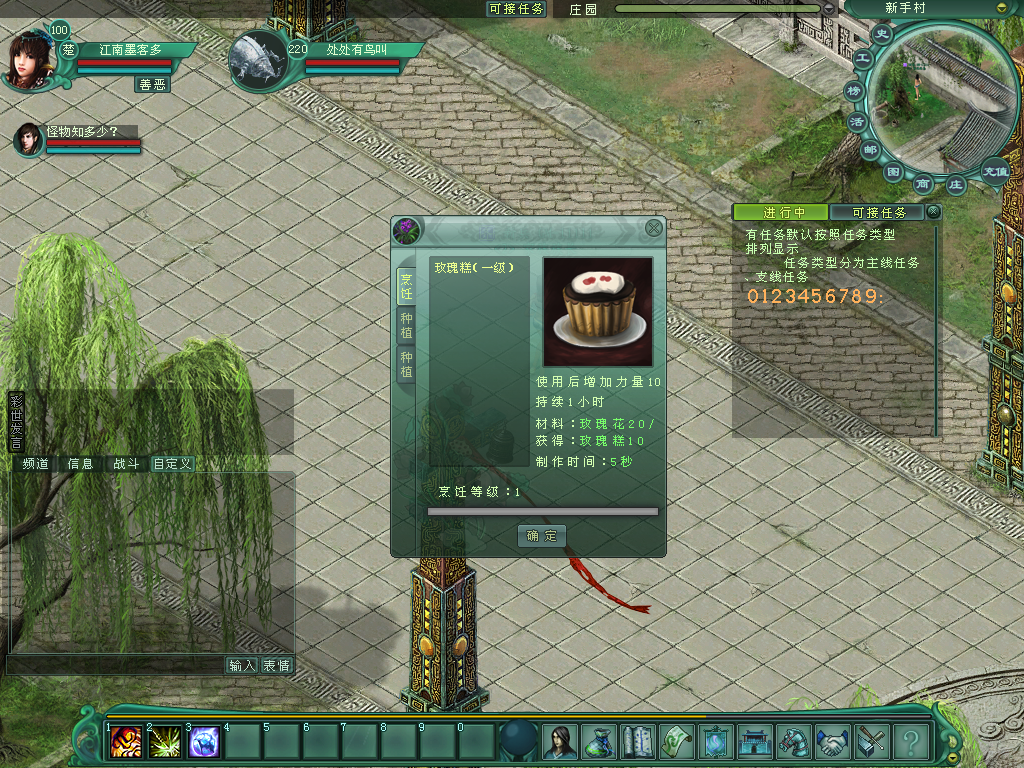 可接任务
庄园
新手村
100
楚
江南墨客多
善恶
220
处处有鸟叫
怪物知多少?
史
工
榜
活
邮
图
商
庄
充值
进行中
可接任务
有任务默认按照任务类型
排列显示
任务类型分为主线任务
、支线任务
0123456789:
烹饪
种植
种植
玫瑰糕(一级)
使用后增加力量10
持续1小时
材料:玫瑰花20/
获得:玫瑰糕10
制作时间:5秒
烹饪等级:1
确定
彩世发言
频道
信息
战斗
自定义
输入
表情
1
2
3
4
5
6
7
8
9
0
?